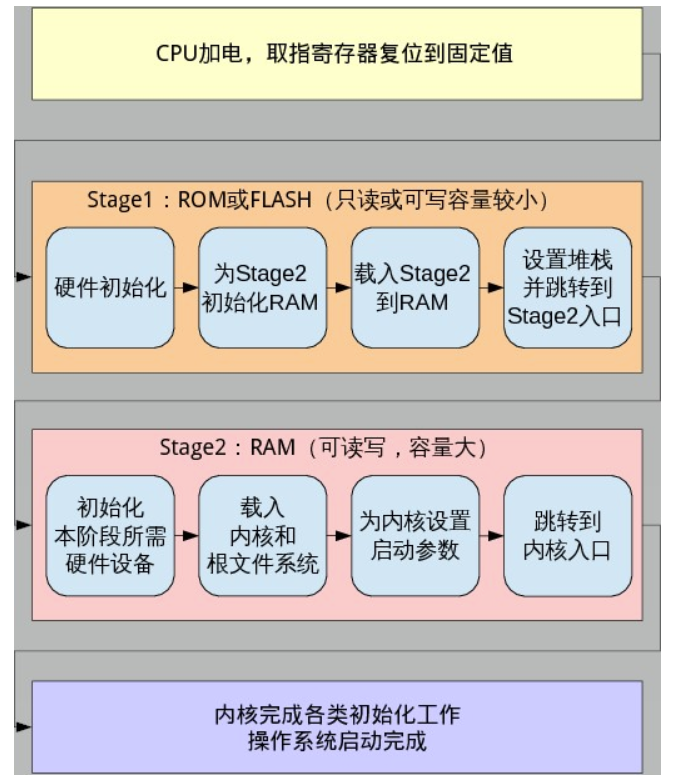 CPU加电，取指寄存器复位到固定值
Stage1：ROM或FLASH（只读或可写容量较小）
硬件初始化
为Stage2
初始化RAM
载入Stage2
到RAM
设置堆栈
并跳转到
Stage2入口
Stage2：RAM（可读写，容量大）
初始化
本阶段所需
硬件设备
载入
内核和
根文件系统
为内核设置
启动参数
跳转到
内核入口
内核完成各类初始化工作
操作系统启动完成